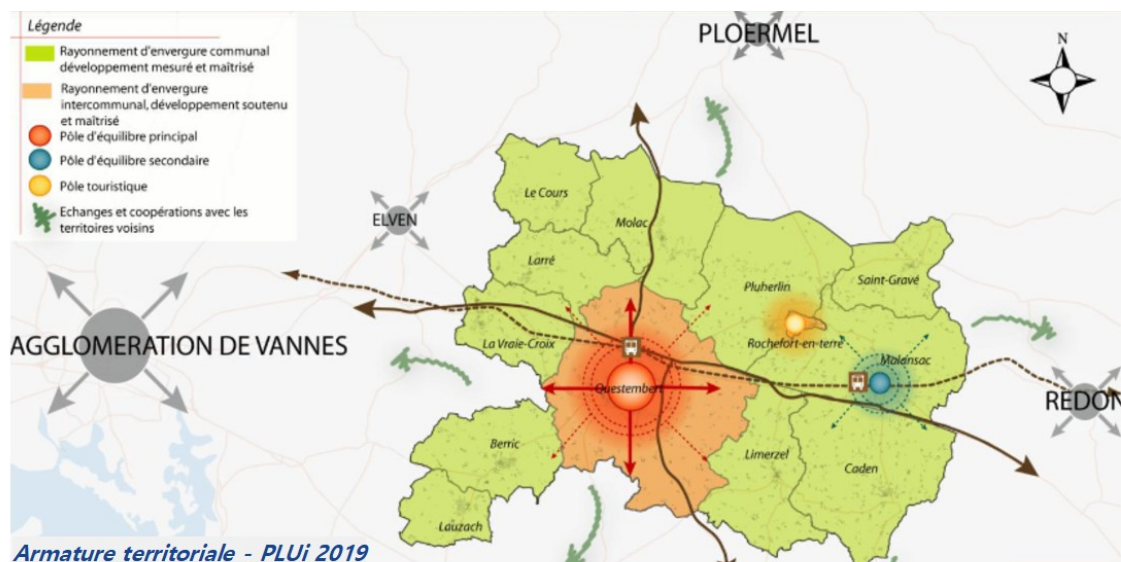 Légende
Rayonnement d'envergure communal
développement mesuré et maîtrisé
Rayonnement d'envergure
intercommunal, développement soutenu
et maîtrisé
Pôle d'équilibre principal
Pôle d'équilibre secondaire
Pôle touristique
Echanges et coopérations avec les
territoires voisins
PLOERMEL
N
Le Cours
Molac
ELVEN
Larré
Pluherlin
Saint-Gravé
AGGLOMERATION DE VANNES
La Vraie-Croix
Rochefort-en-terre
Malansac
Questembert
REDON
Berric
Limerzel
Caden
Lauzach
Armature territoriale - PLUi 2019